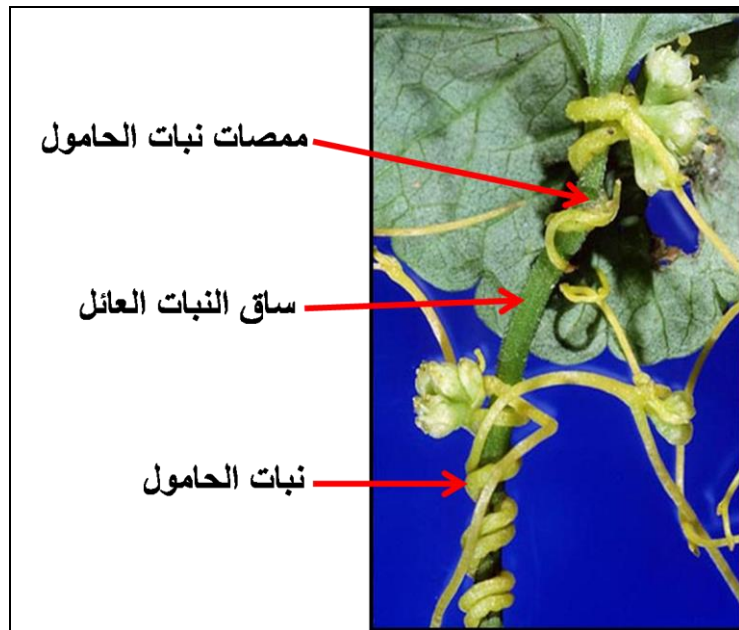 ممصات نبات الحامول
ساق النبات العائل
نبات الحامول